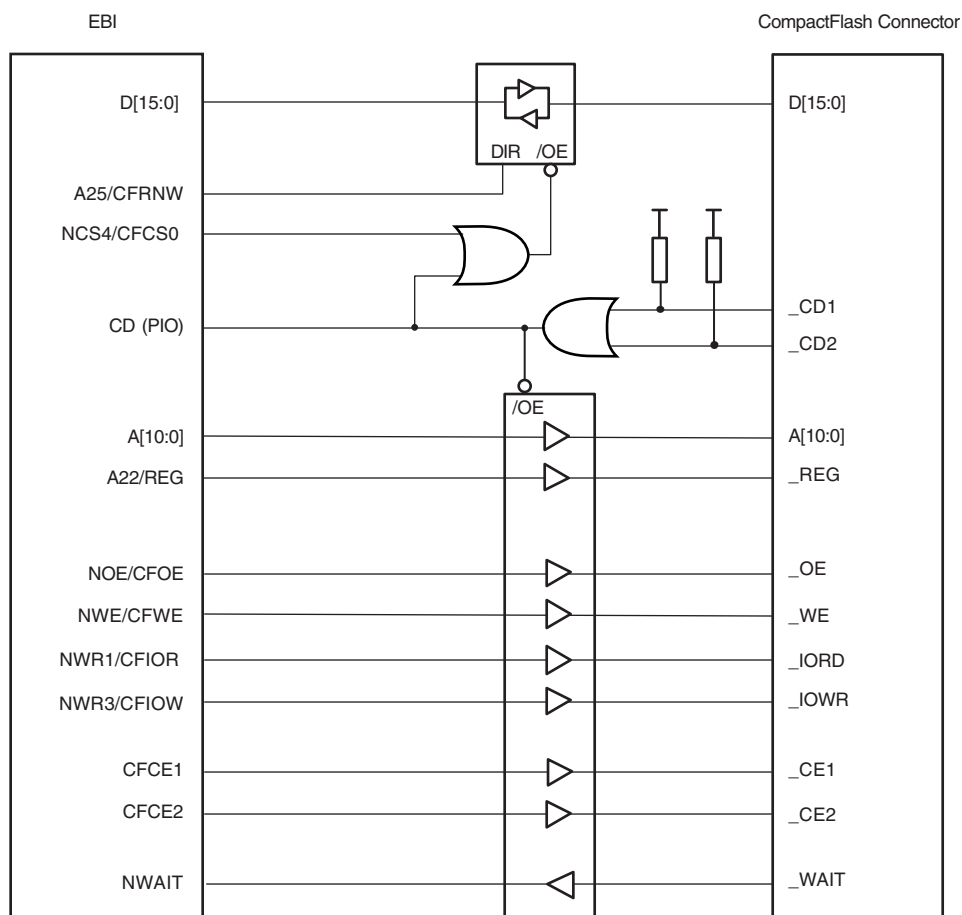 EBI CompactFlash Connector
D[15:0] D[15:0]
DIR /OE
A25/CFRNW
NCS4/CFCS0
_CD1
CD (PIO)
_CD2
/OE
A[10:0] A[10:0]
A22/REG _REG
NOE/CFOE _OE
NWE/CFWE _WE
NWR1/CFIOR _IORD
NWR3/CFIOW _IOWR
CFCE1 _CE1
CFCE2 _CE2
NWAIT _WAIT